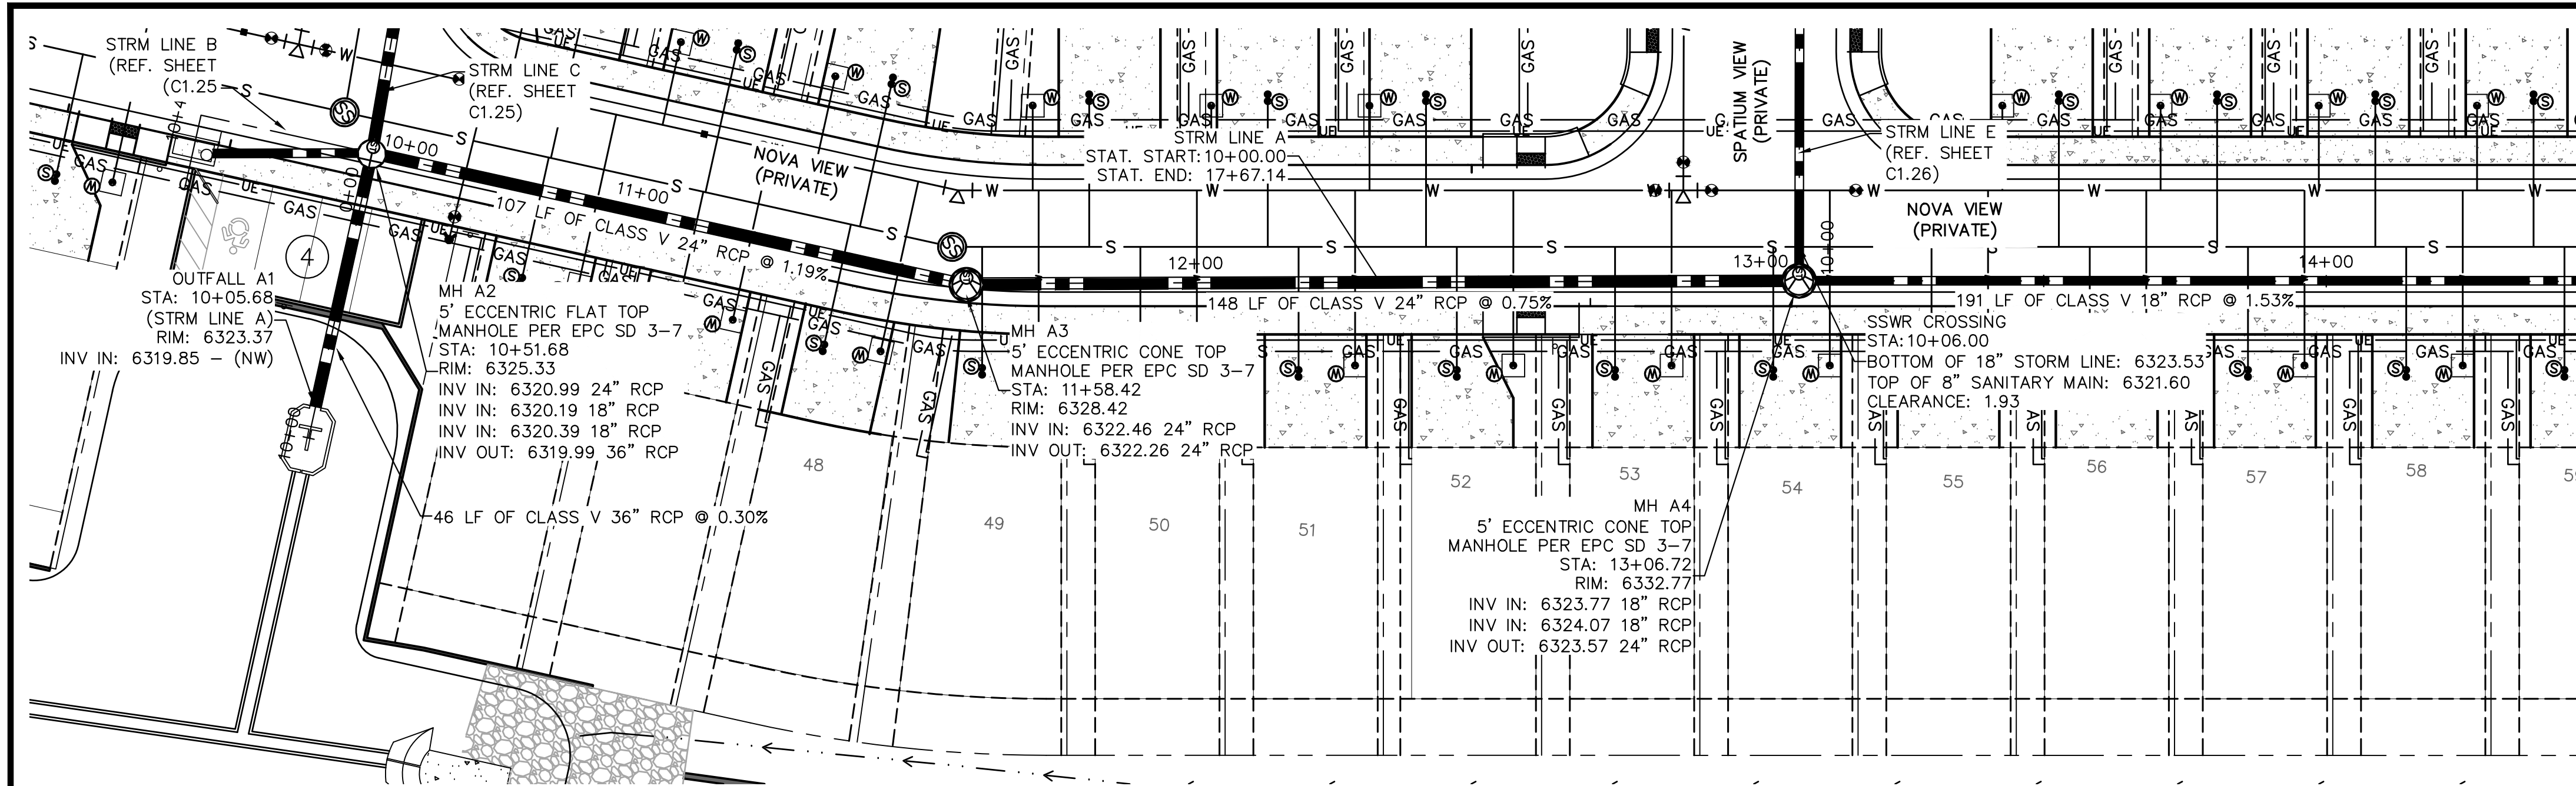 STRM LINE B
(REF. SHEET
(C1.25
STRM LINE C
(REF. SHEET
C1.25)
10+00
11+00
NOVA VIEW
(PRIVATE)
107 LF OF CLASS V 24" RCP @ 1.19%
STRM LINE A
STAT. START:10+00.00
STAT. END: 17+67.14
SPATIUM VIEW
(PRIVATE)
STRM LINE E
(REF. SHEET
C1.26)
NOVA VIEW
(PRIVATE)
12+00
13+00
10+00
14+00
148 LF OF CLASS V 24" RCP @ 0.75%
191 LF OF CLASS V 18" RCP @ 1.53%
4
OUTFALL A1
STA: 10+05.68
(STRM LINE A)
RIM: 6323.37
INV IN: 6319.85 – (NW)
MH A2
5' ECCENTRIC FLAT TOP
MANHOLE PER EPC SD 3–7
STA: 10+51.68
RIM: 6325.33
INV IN: 6320.99 24" RCP
INV IN: 6320.19 18" RCP
INV IN: 6320.39 18" RCP
INV OUT: 6319.99 36" RCP
46 LF OF CLASS V 36" RCP @ 0.30%
MH A3
5' ECCENTRIC CONE TOP
MANHOLE PER EPC SD 3–7
STA: 11+58.42
RIM: 6328.42
INV IN: 6322.46 24" RCP
INV OUT: 6322.26 24" RCP
SSWR CROSSING
STA:10+06.00
BOTTOM OF 18" STORM LINE: 6323.53
TOP OF 8" SANITARY MAIN: 6321.60
CLEARANCE: 1.93
MH A4
5' ECCENTRIC CONE TOP
MANHOLE PER EPC SD 3–7
STA: 13+06.72
RIM: 6332.77
INV IN: 6323.77 18" RCP
INV IN: 6324.07 18" RCP
INV OUT: 6323.57 24" RCP
48
49
50
51
52
53
54
55
56
57
58
GAS
UE
W
S
SS